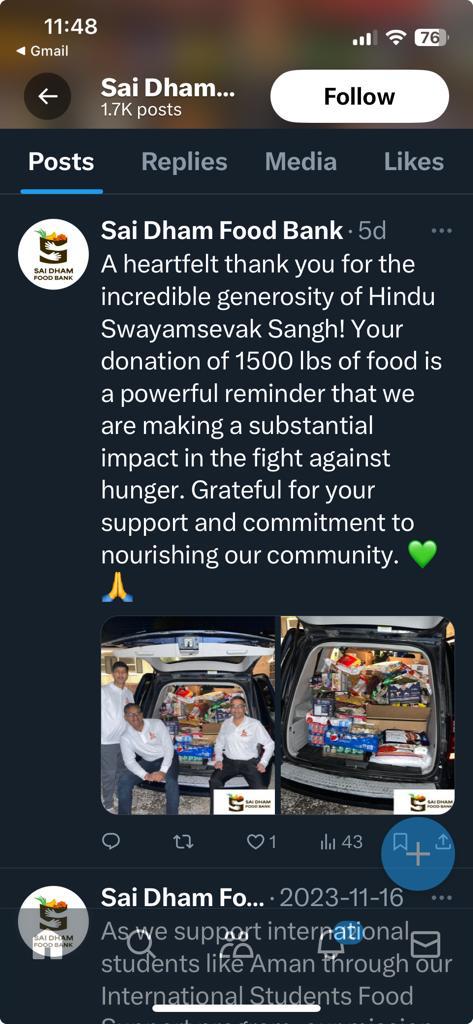 11:48
76
◀ Gmail
Sai Dham...
1.7K posts
Follow
Posts Replies Media Likes
Sai Dham Food Bank · 5d
A heartfelt thank you for the
incredible generosity of Hindu
Swayamsevak Sangh! Your
donation of 1500 lbs of food is
a powerful reminder that we
are making a substantial
impact in the fight against
hunger. Grateful for your
support and commitment to
nourishing our community. 💚
🙏
SAI DHAM
FOOD BANK
SAI DHAM
FOOD BANK
SAI DHAM
FOOD BANK
1 43
Sai Dham Fo... · 2023-11-16
SAI DHAM
FOOD BANK
As we support international
students like Aman through our
International Students Food